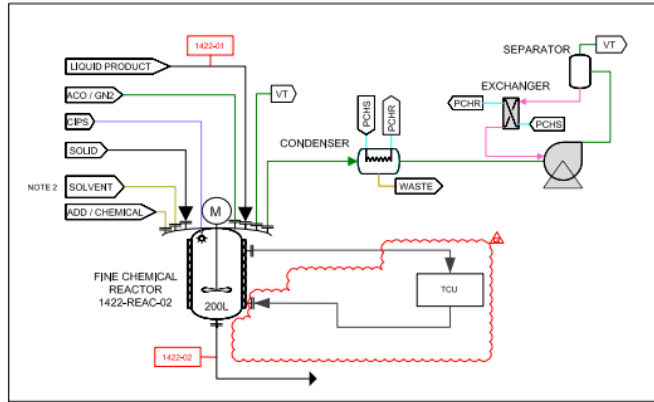 1422-01
LIQUID PRODUCT
ACO / GN2
CIPS
SOLID
NOTE 2
SOLVENT
ADD / CHEMICAL
M
VT
FINE CHEMICAL
REACTOR
1422-REAC-02
200L
1422-02
TCU
CONDENSER
PCHS
PCHR
WASTE
SEPARATOR
VT
EXCHANGER
PCHR
PCHS